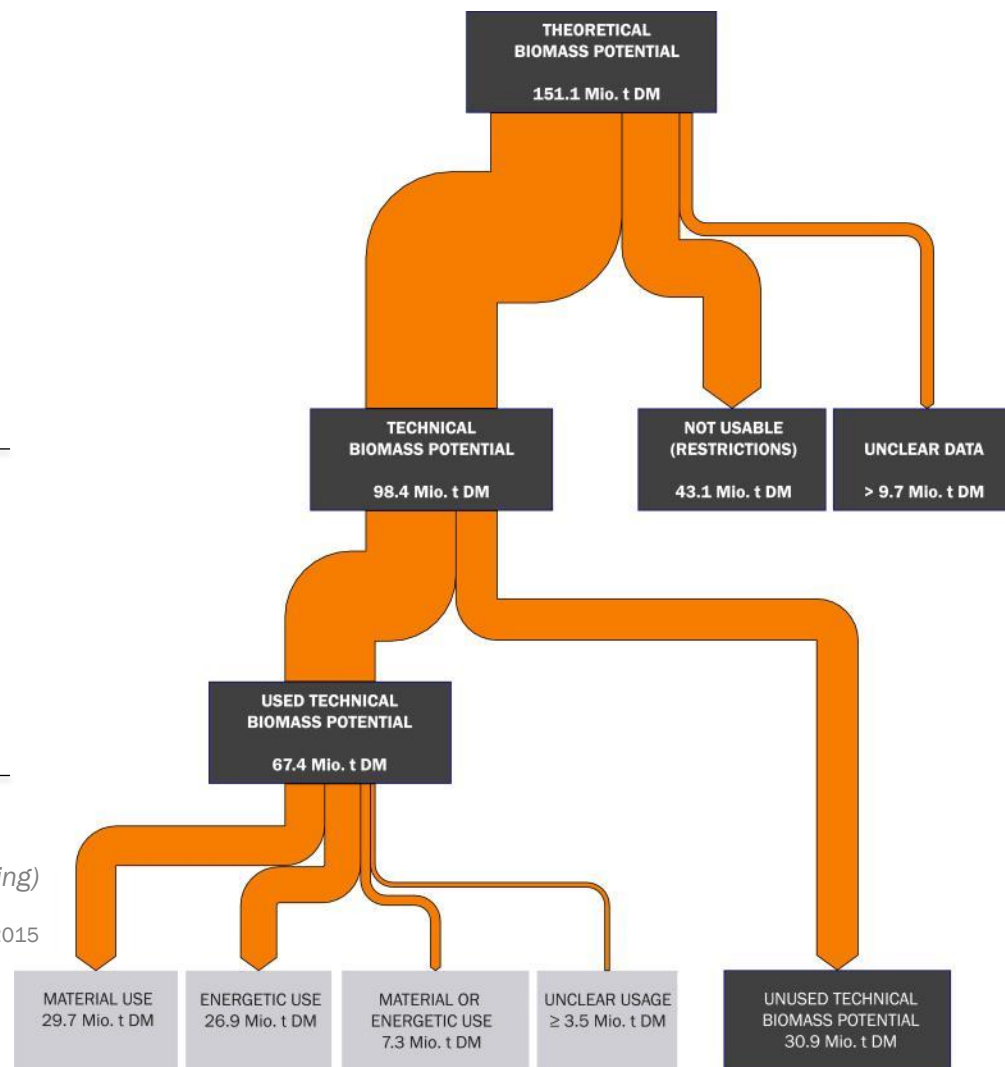 THEORETICAL
BIOMASS POTENTIAL
151.1 Mio. t DM
TECHNICAL
BIOMASS POTENTIAL
98.4 Mio. t DM
NOT USABLE
(RESTRICTIONS)
43.1 Mio. t DM
UNCLEAR DATA
> 9.7 Mio. t DM
USED TECHNICAL
BIOMASS POTENTIAL
67.4 Mio. t DM
MATERIAL USE
29.7 Mio. t DM
ENERGETIC USE
26.9 Mio. t DM
MATERIAL OR
ENERGETIC USE
7.3 Mio. t DM
UNCLEAR USAGE
≥ 3.5 Mio. t DM
UNUSED TECHNICAL
BIOMASS POTENTIAL
30.9 Mio. t DM